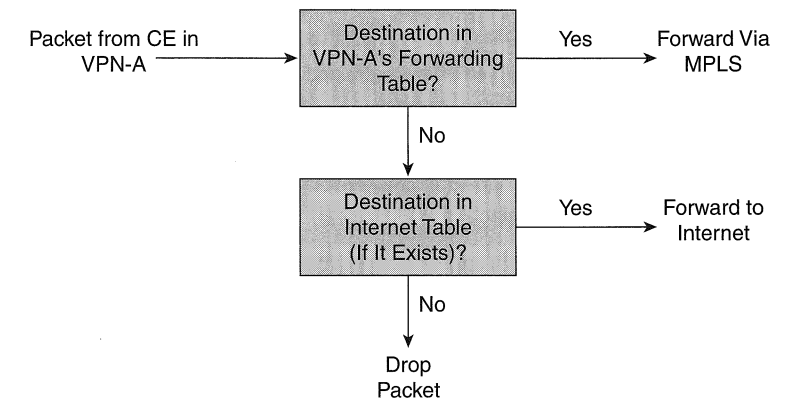 Packet from CE in
VPN-A
Destination in
VPN-A's Forwarding
Table?
Yes
Forward Via
MPLS
No
Destination in
Internet Table
(If It Exists)?
Yes
Forward to
Internet
No
Drop
Packet